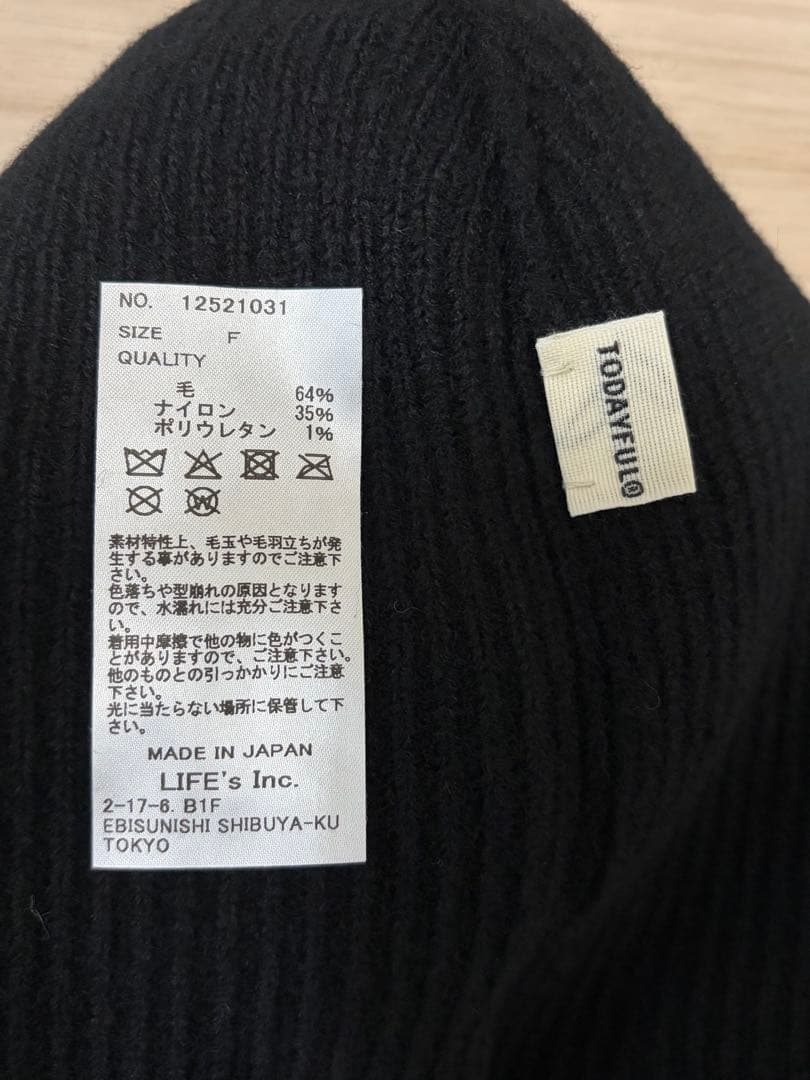 NO. 12521031
SIZE F
QUALITY
毛 64%
ナイロン 35%
ポリウレタン 1%
W
素材特性上、毛玉や毛羽立ちが発
生する事がありますのでご注意下
さい。
色落ちや型崩れの原因となります
ので、水濡れには充分ご注意下さ
い。
着用中摩擦で他の物に色がつくこ
とがありますので、ご注意下さい。
他のものとの引っかかりにご注意
下さい。
光に当たらない場所に保管して下
さい。
MADE IN JAPAN
LIFE's Inc.
2-17-6. B1F
EBISUNISHI SHIBUYA-KU
TOKYO
TODAYFUL®